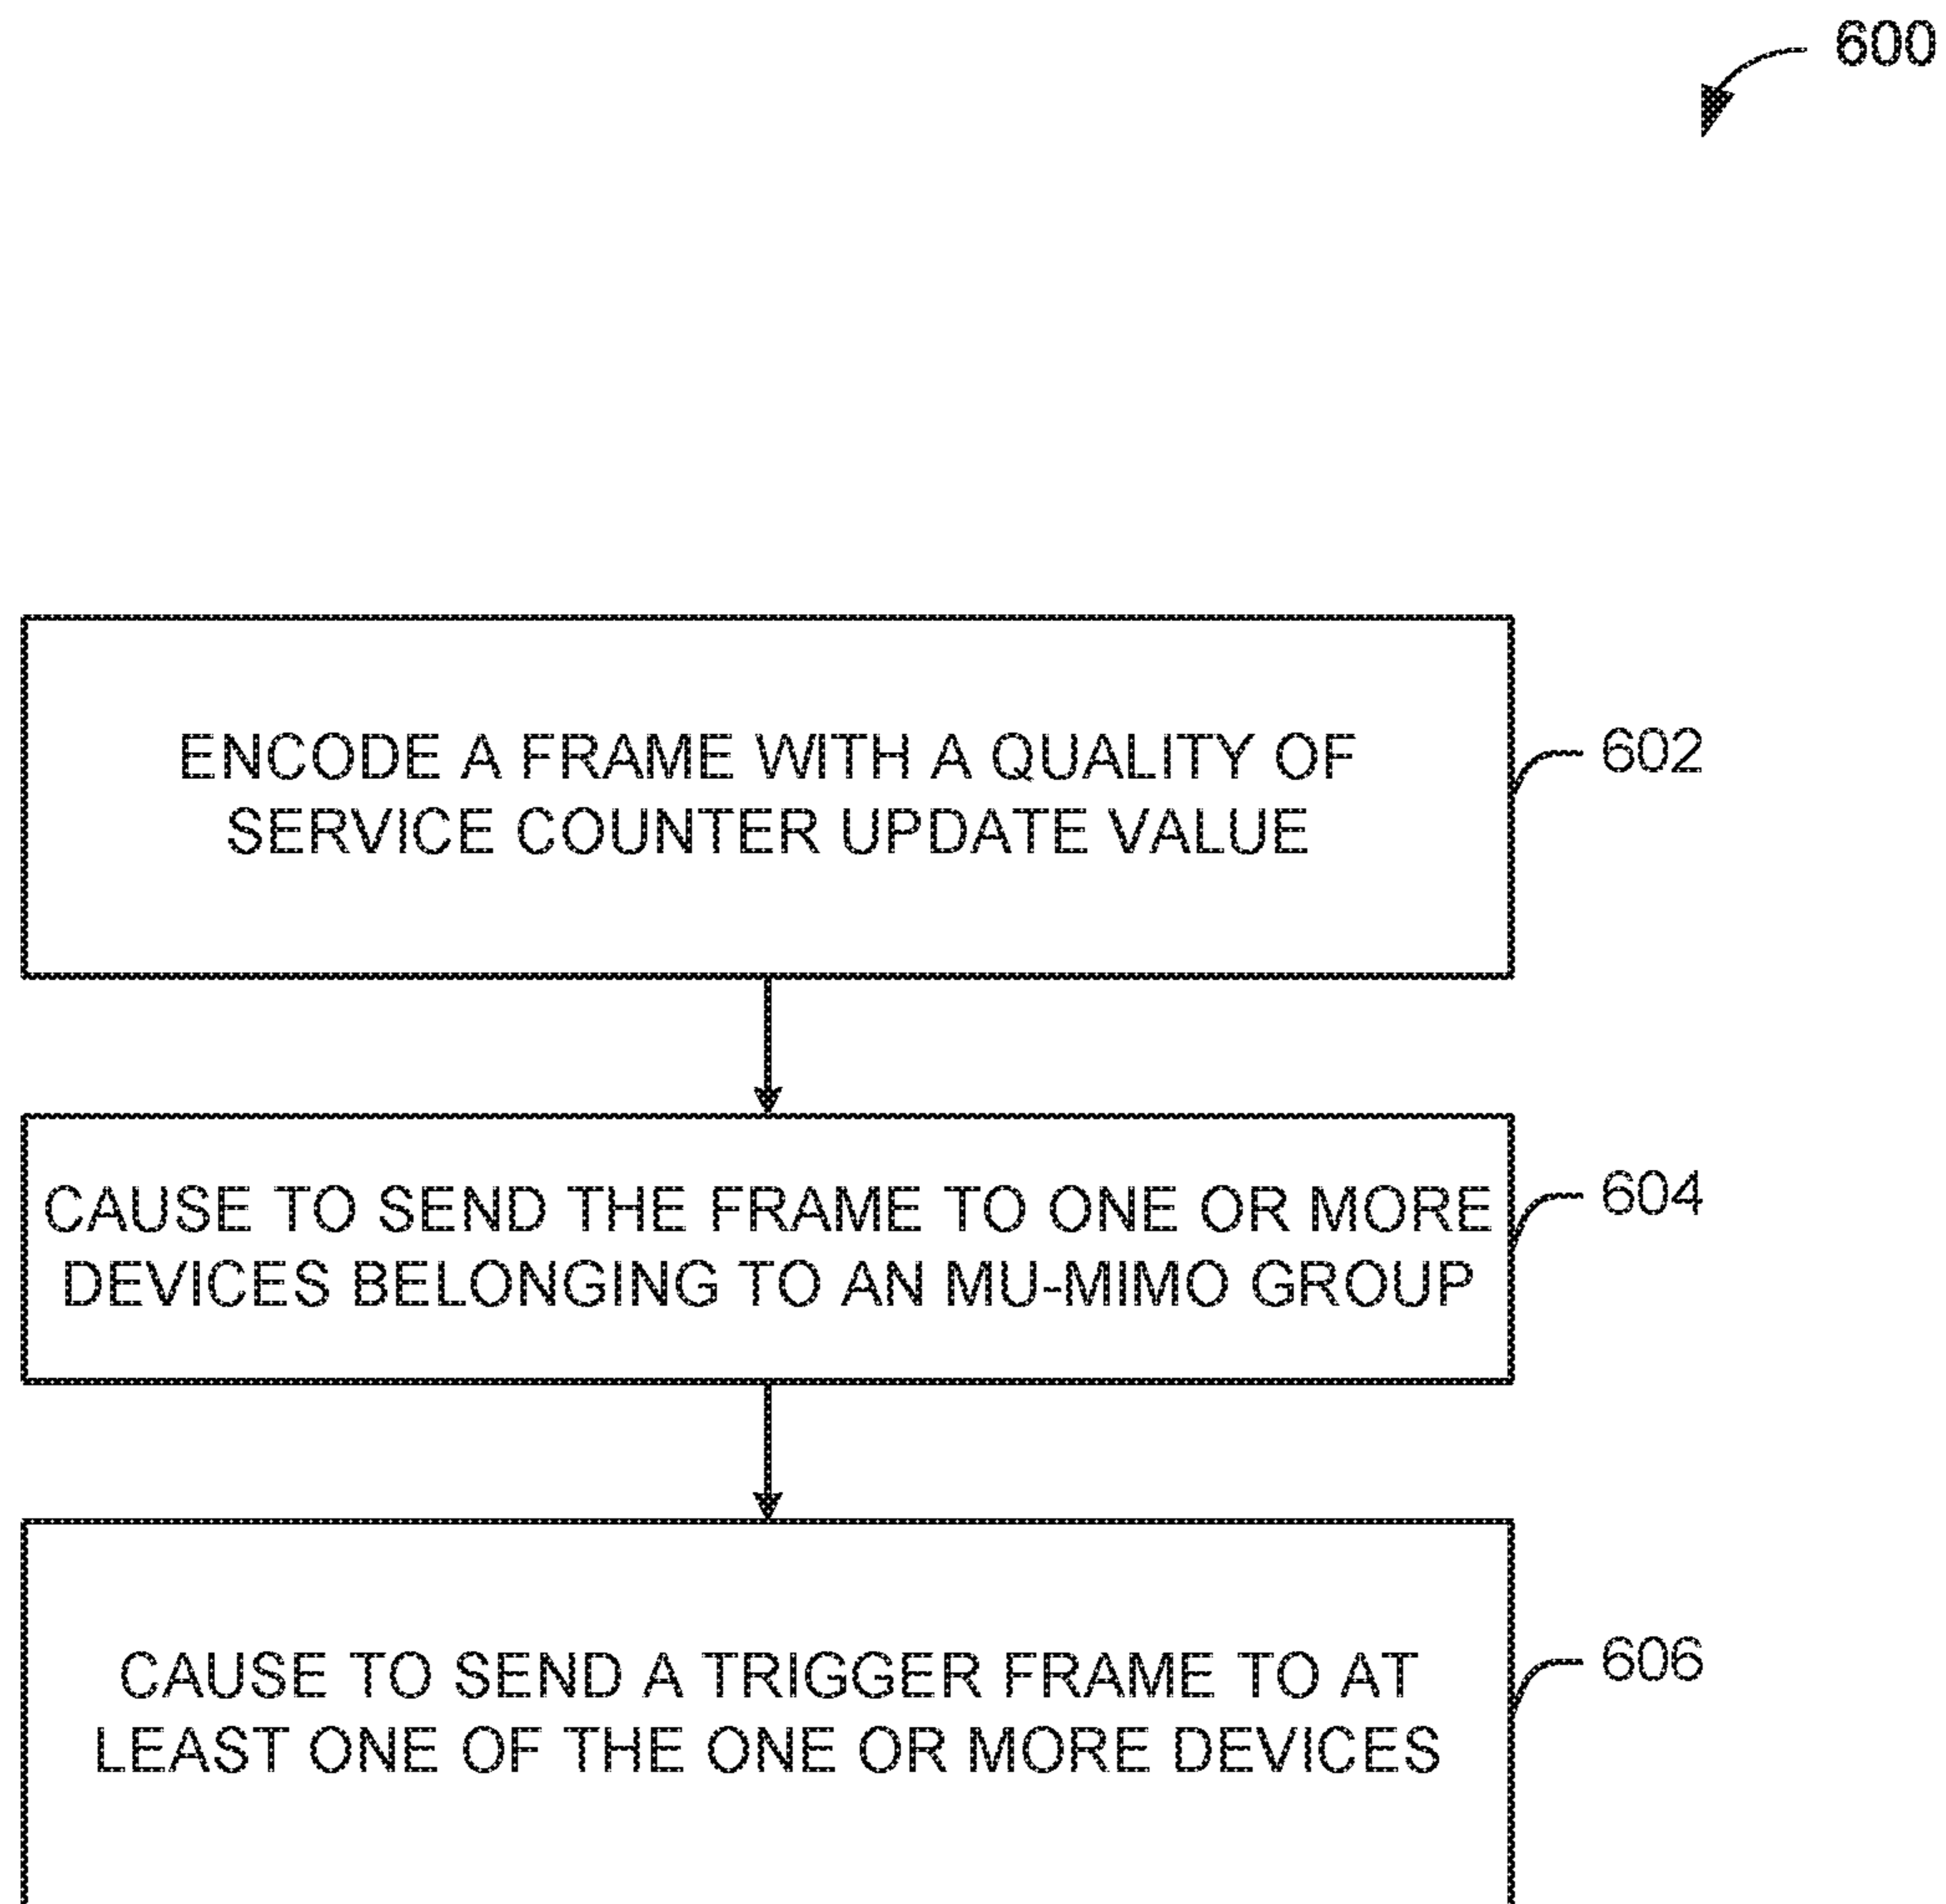 600
ENCODE A FRAME WITH A QUALITY OF
SERVICE COUNTER UPDATE VALUE
602
CAUSE TO SEND THE FRAME TO ONE OR MORE
DEVICES BELONGING TO AN MU-MIMO GROUP
604
CAUSE TO SEND A TRIGGER FRAME TO AT
LEAST ONE OF THE ONE OR MORE DEVICES
606